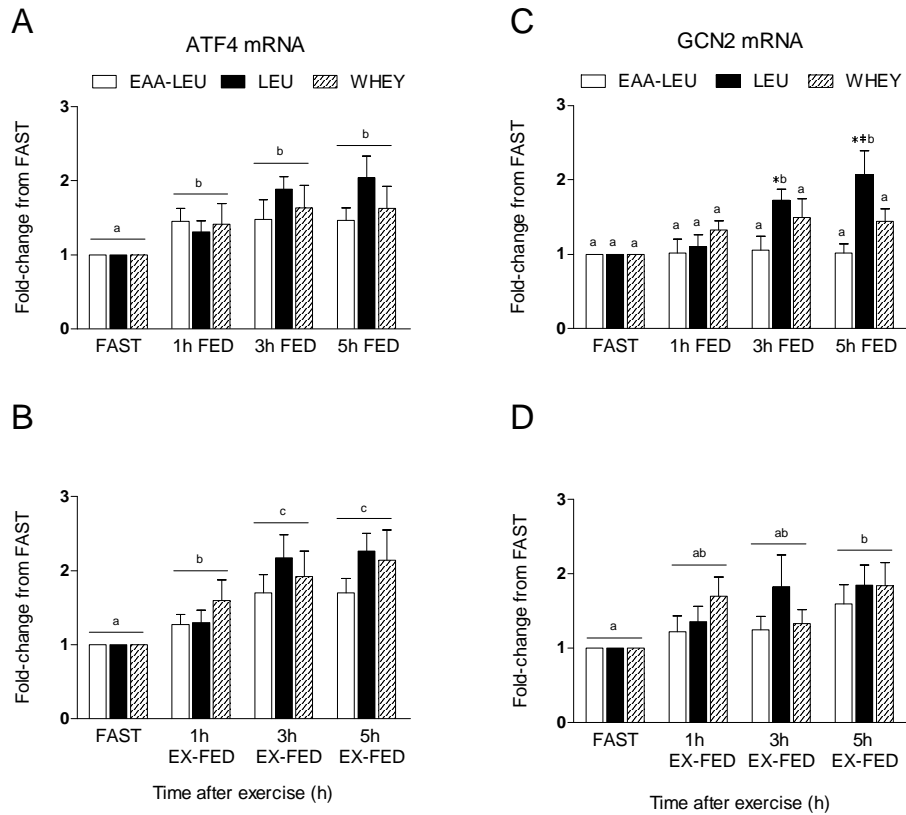 A
ATF4 mRNA
EAA-LEU LEU WHEY
Fold-change from FAST
3
2
1
0
a
b
b
b
FAST 1h FED 3h FED 5h FED
C
GCN2 mRNA
EAA-LEU LEU WHEY
Fold-change from FAST
3
2
1
0
a a a
a a a
a *b a
a *‡b a
FAST 1h FED 3h FED 5h FED
B
Fold-change from FAST
3
2
1
0
a
b
c
c
FAST 1h 3h 5h
EX-FED EX-FED EX-FED
Time after exercise (h)
D
Fold-change from FAST
3
2
1
0
a
ab
ab
b
FAST 1h 3h 5h
EX-FED EX-FED EX-FED
Time after exercise (h)